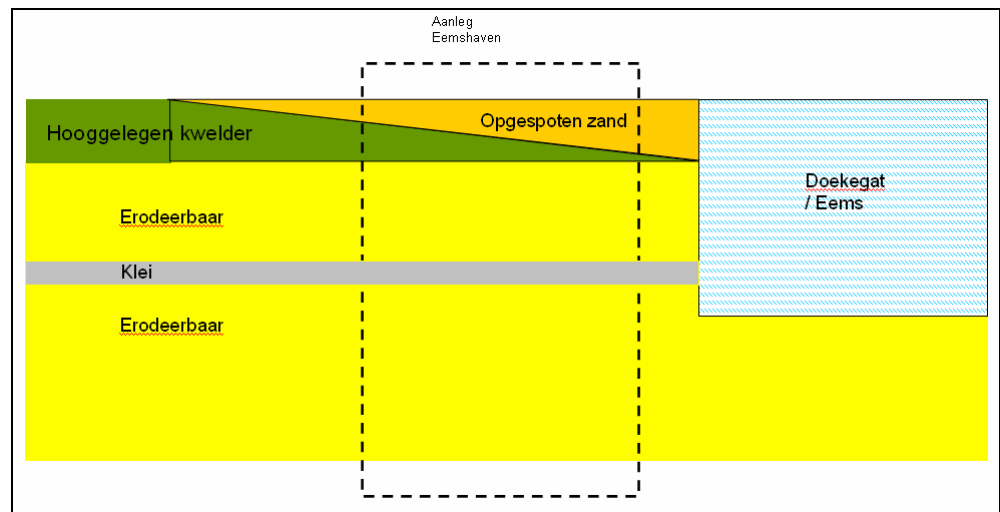 Aanleg
Eemshaven
Hooggelegen kwelder
Opgespoten zand
Doekegat
/ Eems
Erodeerbaar
Klei
Erodeerbaar